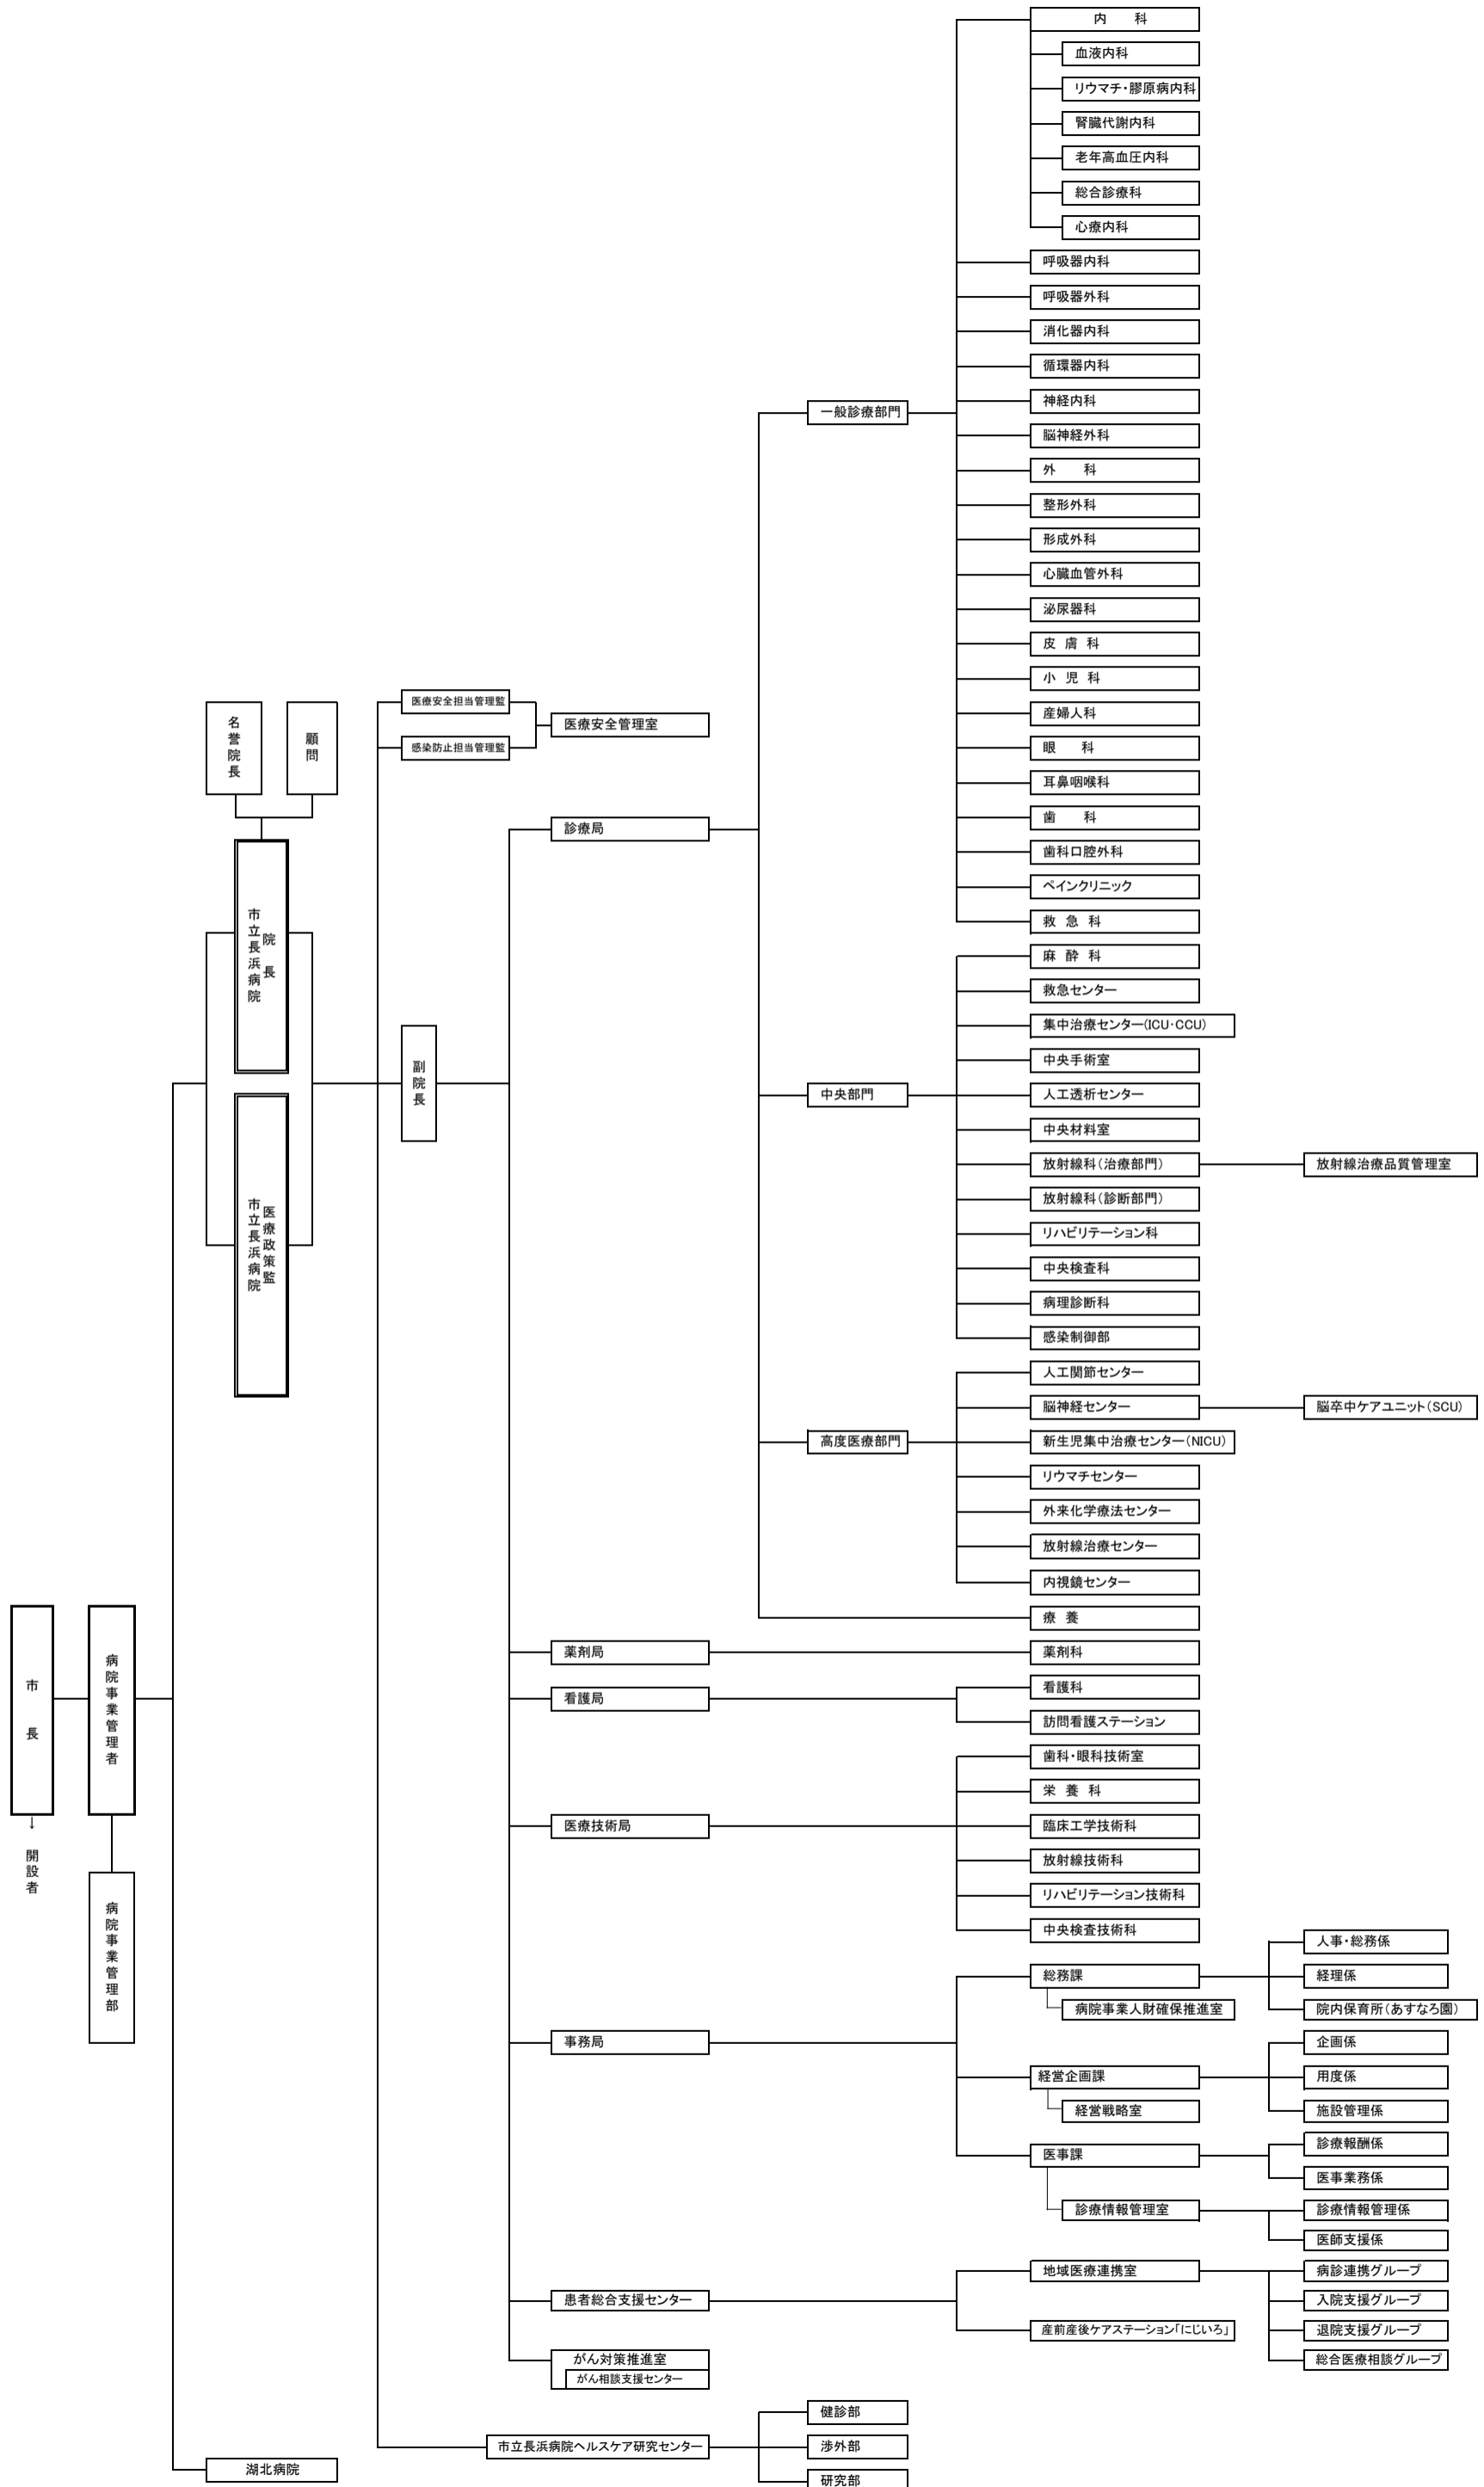 市長
↓
開設者
病院事業管理者
病院事業管理部
名誉院長
顧問
市立長浜病院
院長
市立長浜病院
医療政策監
湖北病院
医療安全担当管理監
感染防止担当管理監
医療安全管理室
副院長
診療局
一般診療部門
内　科
血液内科
リウマチ・膠原病内科
腎臓代謝内科
老年高血圧内科
総合診療科
心療内科
呼吸器内科
呼吸器外科
消化器内科
循環器内科
神経内科
脳神経外科
外　科
整形外科
形成外科
心臓血管外科
泌尿器科
皮 膚 科
小 児 科
産婦人科
眼　科
耳鼻咽喉科
歯　科
歯科口腔外科
ペインクリニック
救 急 科
中央部門
麻 酔 科
救急センター
集中治療センター(ICU・CCU)
中央手術室
人工透析センター
中央材料室
放射線科(治療部門)
放射線治療品質管理室
放射線科(診断部門)
リハビリテーション科
中央検査科
病理診断科
感染制御部
高度医療部門
人工関節センター
脳神経センター
脳卒中ケアユニット(SCU)
新生児集中治療センター(NICU)
リウマチセンター
外来化学療法センター
放射線治療センター
内視鏡センター
療 養
薬剤局
薬剤科
看護局
看護科
訪問看護ステーション
医療技術局
歯科・眼科技術室
栄 養 科
臨床工学技術科
放射線技術科
リハビリテーション技術科
中央検査技術科
事務局
総務課
病院事業人財確保推進室
人事・総務係
経理係
院内保育所(あすなろ園)
経営企画課
経営戦略室
企画係
用度係
施設管理係
医事課
診療報酬係
医事業務係
診療情報管理室
診療情報管理係
医師支援係
患者総合支援センター
地域医療連携室
病診連携グループ
入院支援グループ
退院支援グループ
総合医療相談グループ
産前産後ケアステーション「にじいろ」
がん対策推進室
がん相談支援センター
市立長浜病院ヘルスケア研究センター
健診部
渉外部
研究部